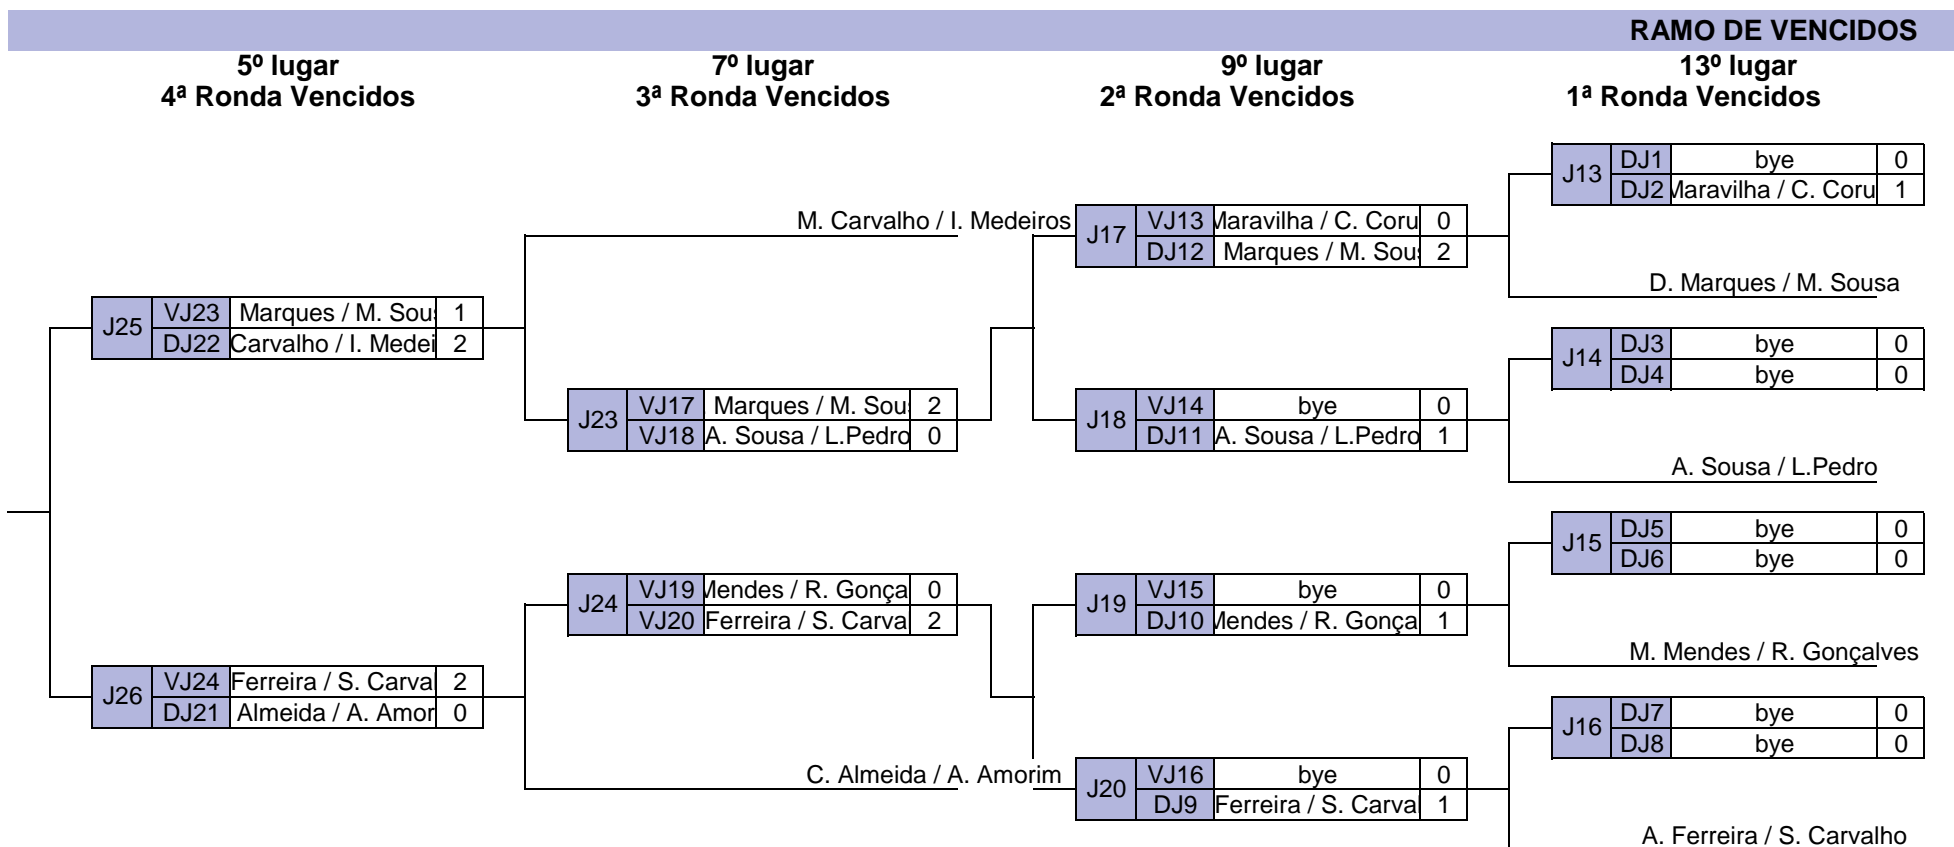 RAMO DE VENCIDOS
5º lugar 7º lugar 9º lugar 13º lugar
4ª Ronda Vencidos 3ª Ronda Vencidos 2ª Ronda Vencidos 1ª Ronda Vencidos
J13 DJ1 bye 0
DJ2 Maravilha / C. Coru 1
M. Carvalho / I. Medeiros
J17 VJ13 Maravilha / C. Coru 0
DJ12 Marques / M. Sou 2
D. Marques / M. Sousa
J25 VJ23 Marques / M. Sou 1
DJ22 Carvalho / I. Medei 2
J14 DJ3 bye 0
DJ4 bye 0
J23 VJ17 Marques / M. Sou 2
VJ18 A. Sousa / L.Pedro 0
J18 VJ14 bye 0
DJ11 A. Sousa / L.Pedro 1
A. Sousa / L.Pedro
J15 DJ5 bye 0
DJ6 bye 0
J24 VJ19 Mendes / R. Gonça 0
VJ20 Ferreira / S. Carva 2
J19 VJ15 bye 0
DJ10 Mendes / R. Gonça 1
M. Mendes / R. Gonçalves
J26 VJ24 Ferreira / S. Carva 2
DJ21 Almeida / A. Amor 0
J16 DJ7 bye 0
DJ8 bye 0
C. Almeida / A. Amorim
J20 VJ16 bye 0
DJ9 Ferreira / S. Carva 1
A. Ferreira / S. Carvalho